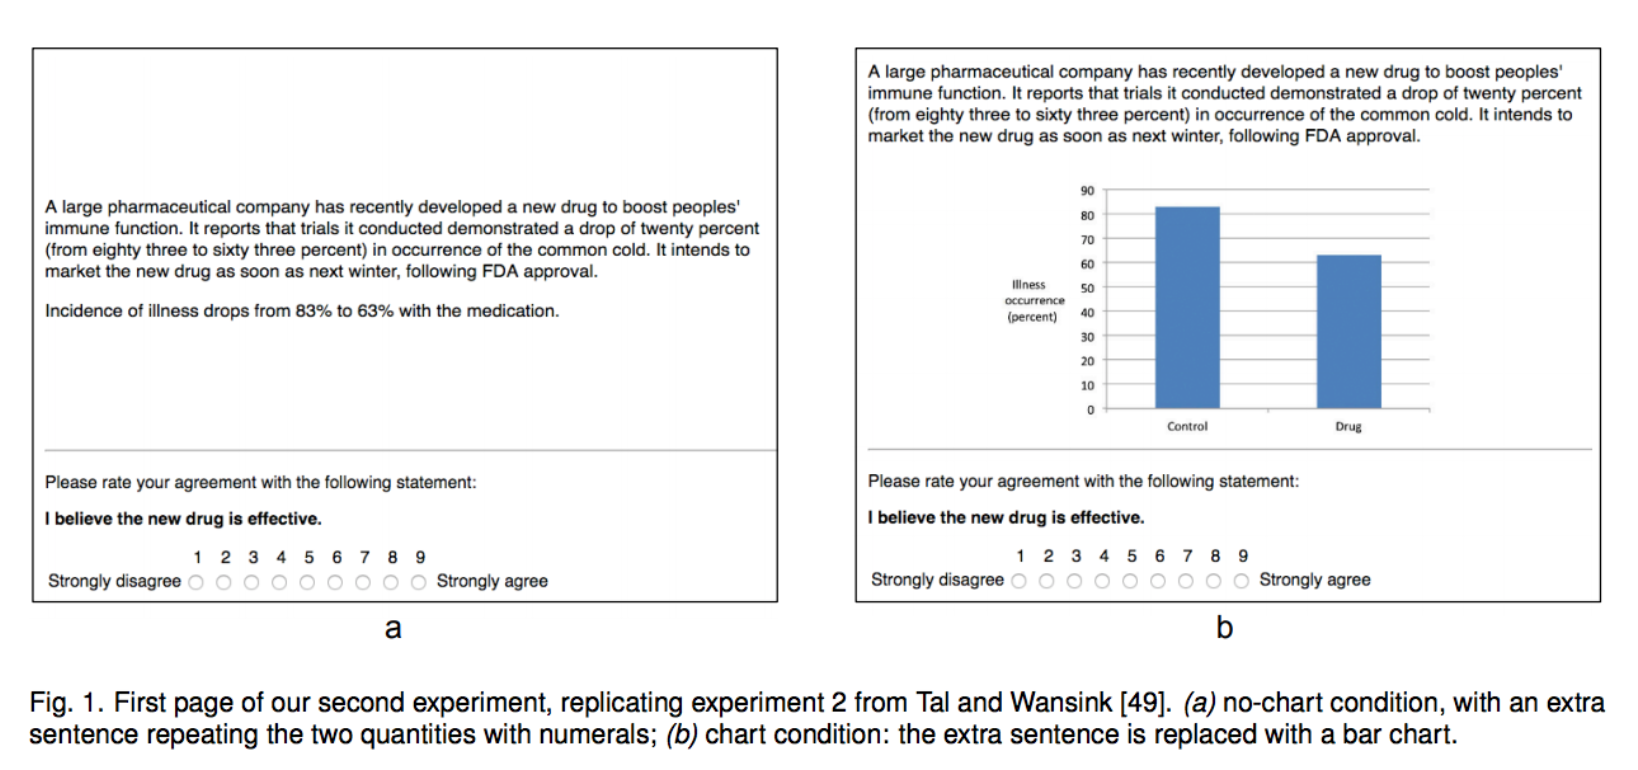 A large pharmaceutical company has recently developed a new drug to boost peoples'
immune function. It reports that trials it conducted demonstrated a drop of twenty percent
(from eighty three to sixty three percent) in occurrence of the common cold. It intends to
market the new drug as soon as next winter, following FDA approval.
Incidence of illness drops from 83% to 63% with the medication.
Please rate your agreement with the following statement:
I believe the new drug is effective.
1 2 3 4 5 6 7 8 9
Strongly disagree Strongly agree
a
A large pharmaceutical company has recently developed a new drug to boost peoples'
immune function. It reports that trials it conducted demonstrated a drop of twenty percent
(from eighty three to sixty three percent) in occurrence of the common cold. It intends to
market the new drug as soon as next winter, following FDA approval.
Illness
occurrence
(percent)
90
80
70
60
50
40
30
20
10
0
Control Drug
Please rate your agreement with the following statement:
I believe the new drug is effective.
1 2 3 4 5 6 7 8 9
Strongly disagree Strongly agree
b
Fig. 1. First page of our second experiment, replicating experiment 2 from Tal and Wansink [49]. (a) no-chart condition, with an extra
sentence repeating the two quantities with numerals; (b) chart condition: the extra sentence is replaced with a bar chart.